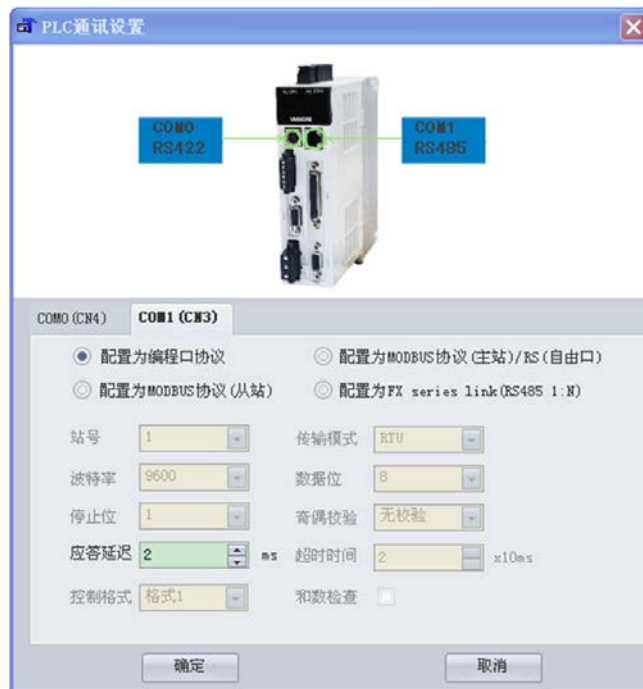 PLC通讯设置
COM0
RS422
COM1
RS485
COM0(CN4)
COM1(CN3)
配置为编程口协议
配置为MODBUS协议(主站)/RS(自由口)
配置为MODBUS协议(从站)
配置为FX series link(RS485 1:N)
站号 1 传输模式 RTU
波特率 9600 数据位 8
停止位 1 奇偶校验 无校验
应答延迟 2 ms 超时时间 2 x10ms
控制格式 格式1 和数检查
确定 取消